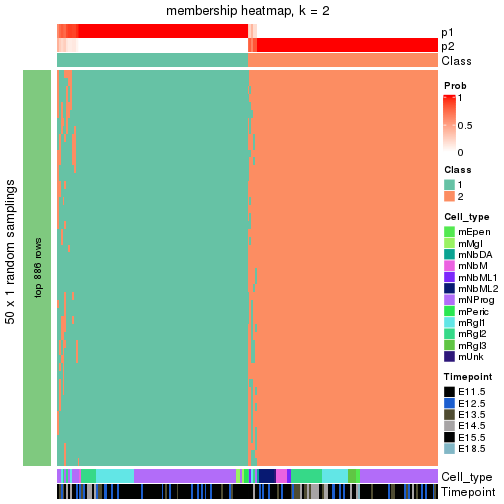 membership heatmap, k = 2
p1
p2
Class
50 x 1 random samplings
top 886 rows
Prob
1
0.5
0
Class
1
2
Cell_type
mEpen
mMgl
mNbDA
mNbM
mNbML1
mNbML2
mNProg
mPeric
mRgl1
mRgl2
mRgl3
mUnk
Timepoint
E11.5
E12.5
E13.5
E14.5
E15.5
E18.5
Cell_type
Timepoint